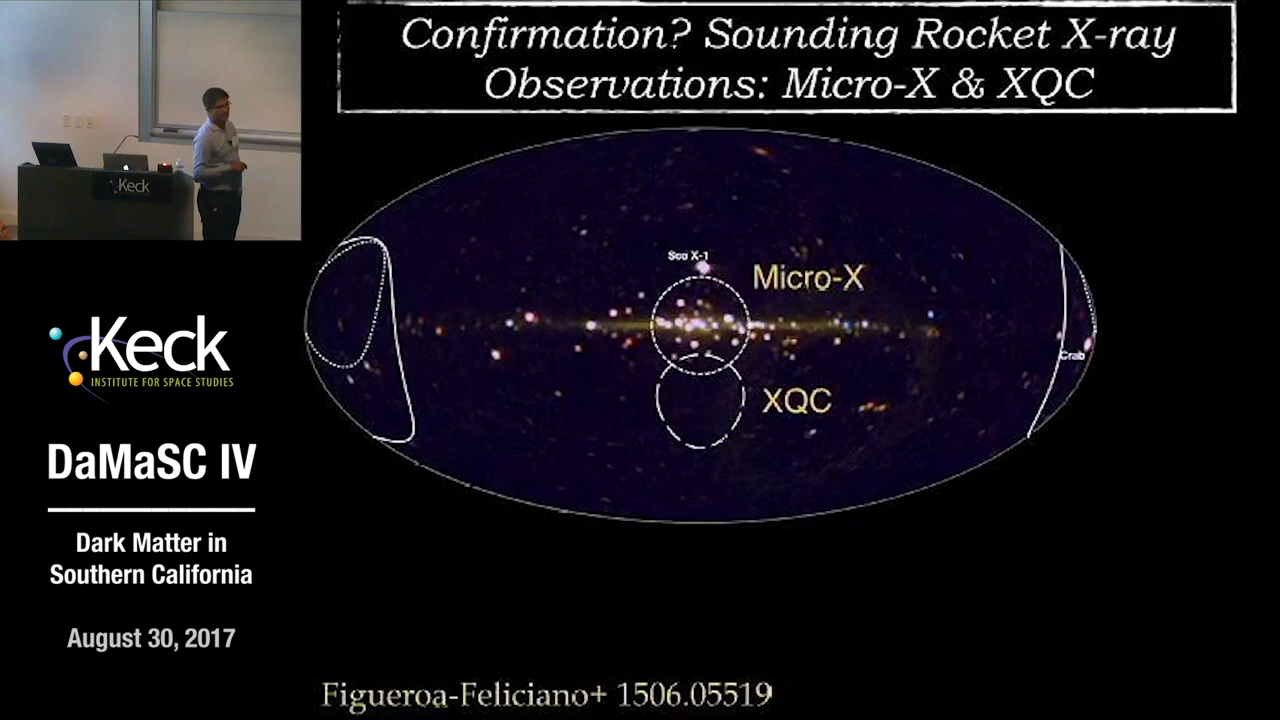 Confirmation? Sounding Rocket X-ray
Observations: Micro-X & XQC
Keck
Sco X-1
Micro-X
Crab
XQC
Keck
INSTITUTE FOR SPACE STUDIES
DaMaSC IV
Dark Matter in
Southern California
August 30, 2017
Figueroa-Feliciano+ 1506.05519